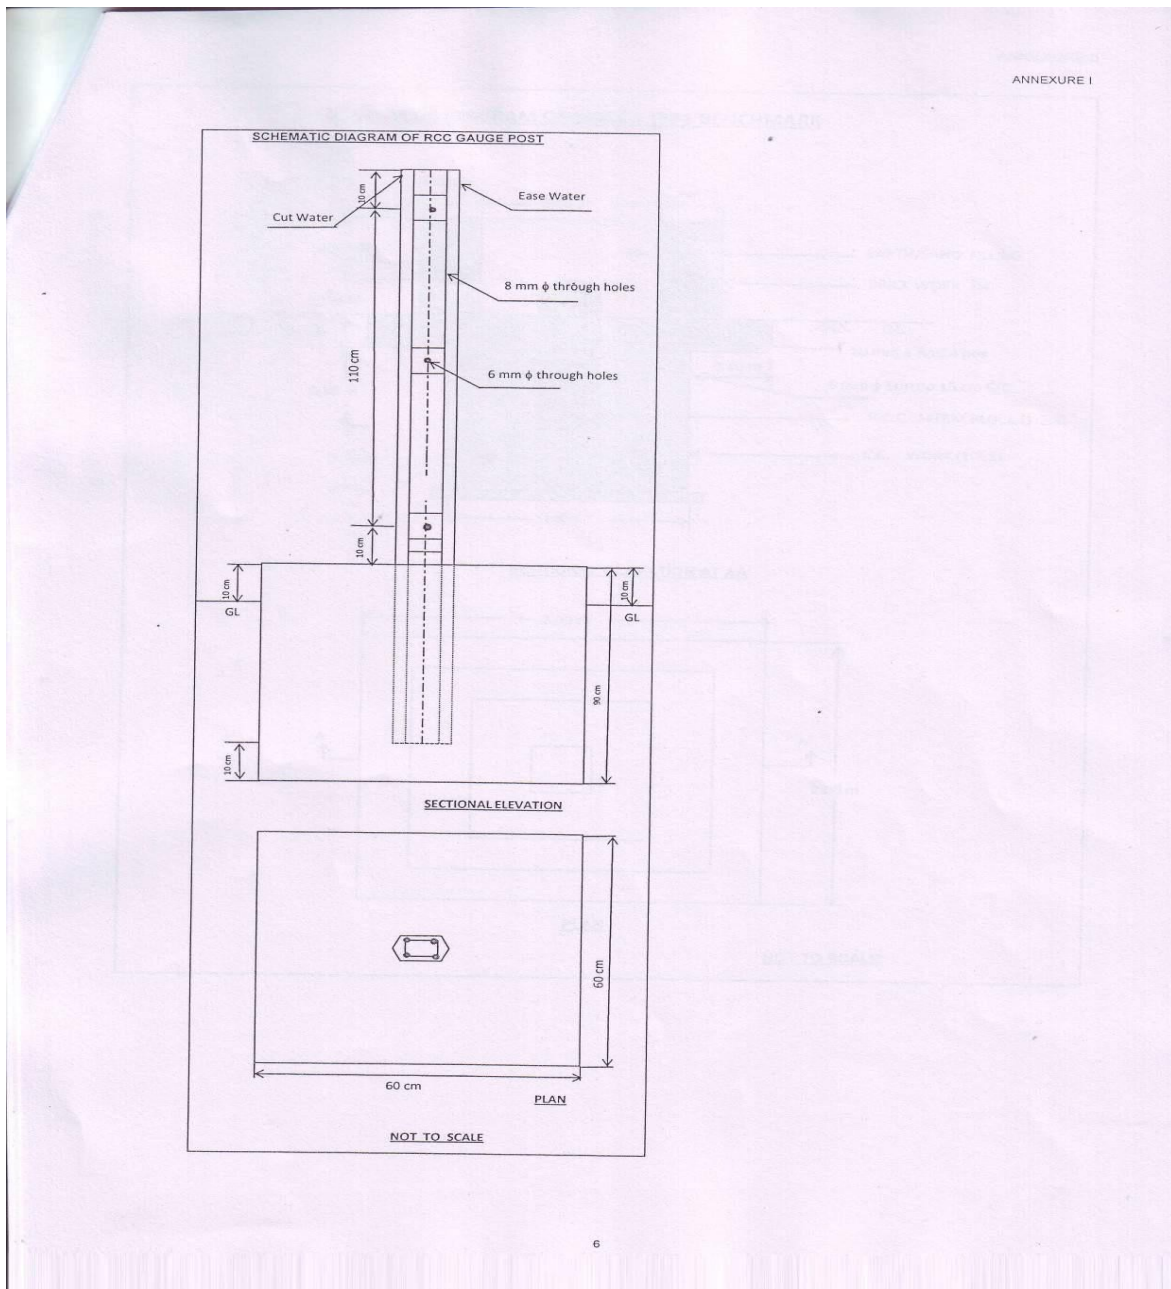 ANNEXURE I
SCHEMATIC DIAGRAM OF RCC GAUGE POST
10 cm
Ease Water
Cut Water
8 mm ϕ through holes
110 cm
6 mm ϕ through holes
10 cm
10 cm
10 cm
GL
GL
90 cm
10 cm
SECTIONAL ELEVATION
60 cm
60 cm
PLAN
NOT TO SCALE
6